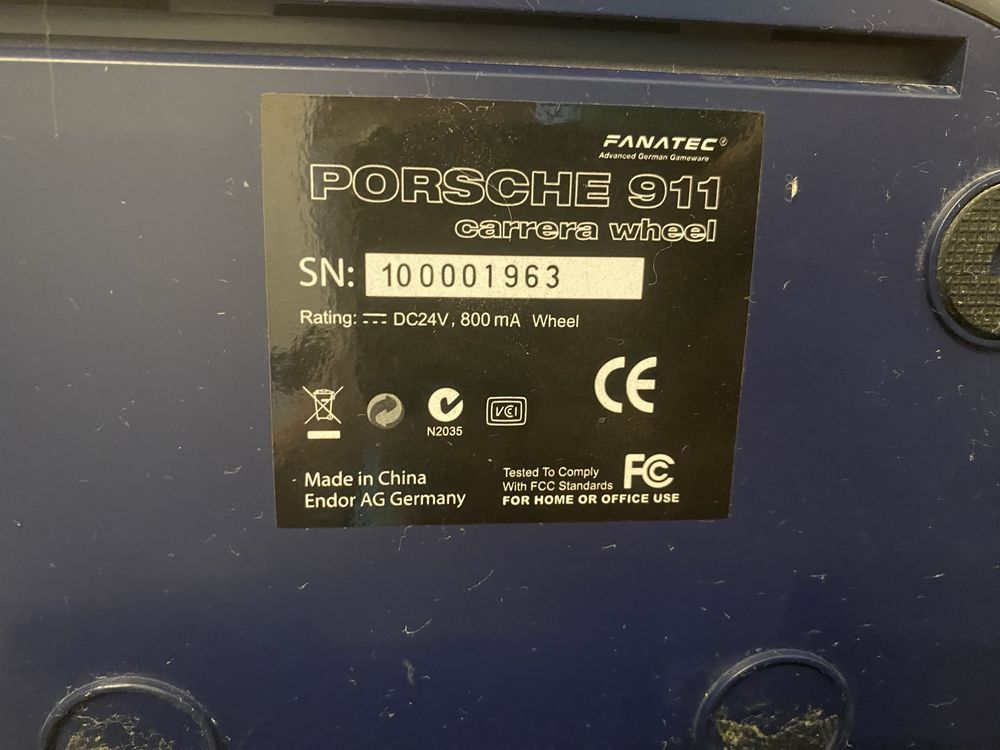 FANATEC®
Advanced German Gameware
PORSCHE 911
carrera wheel
SN: 100001963
Rating: ⎓ DC24V, 800 mA Wheel
CE
N2035
VCI
Made in China
Endor AG Germany
Tested To Comply
With FCC Standards
FC
FOR HOME OR OFFICE USE